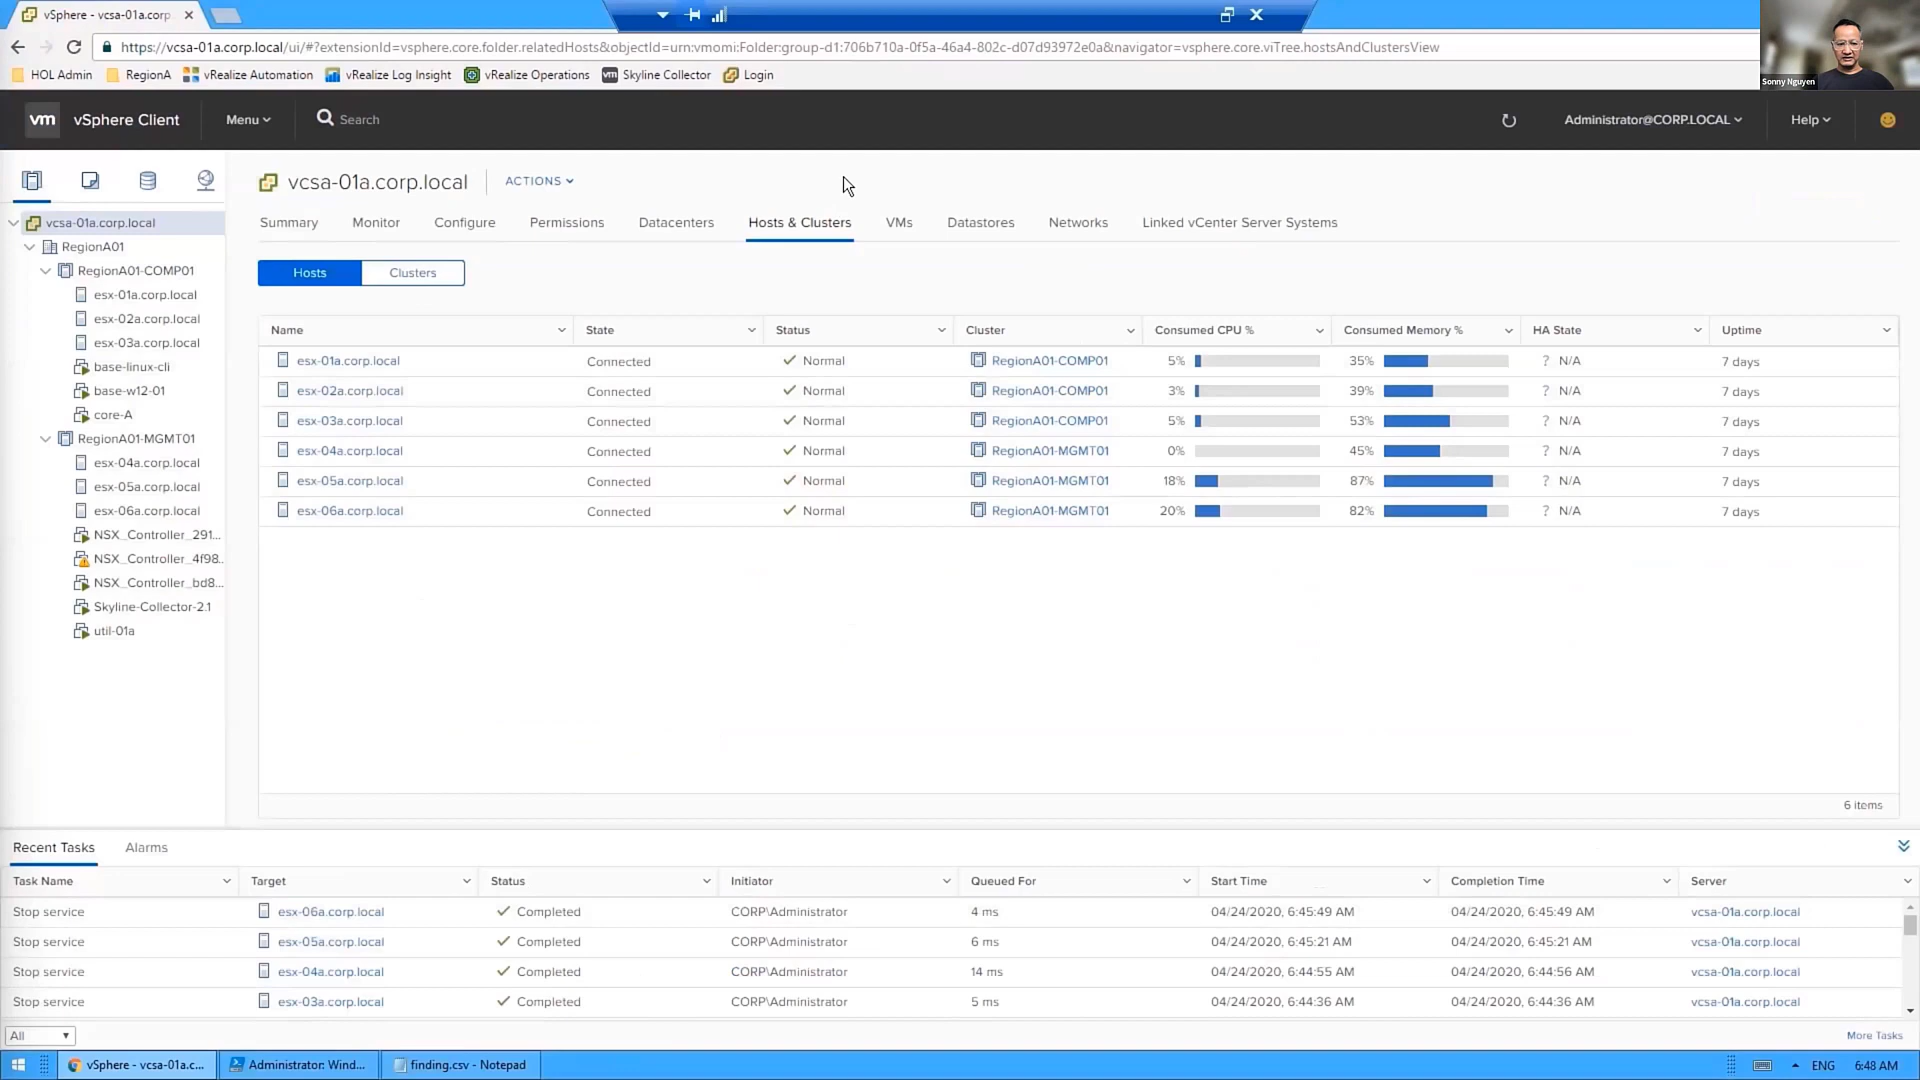 vSphere - vcsa-01a.corp
https://vcsa-01a.corp.local/ui/#?extensionId=vsphere.core.folder.relatedHosts&objectId=urn:vmomi:Folder:group-d1:706b710a-0f5a-46a4-802c-d07d93972e0a&navigator=vsphere.core.viTree.hostsAndClustersView
HOL Admin RegionA vRealize Automation vRealize Log Insight vRealize Operations vm Skyline Collector Login
Sonny Nguyen
vm vSphere Client Menu Search Administrator@CORP.LOCAL Help
vcsa-01a.corp.local ACTIONS
Summary Monitor Configure Permissions Datacenters Hosts & Clusters VMs Datastores Networks Linked vCenter Server Systems
vcsa-01a.corp.local
RegionA01
RegionA01-COMP01
esx-01a.corp.local
esx-02a.corp.local
esx-03a.corp.local
base-linux-cli
base-w12-01
core-A
RegionA01-MGMT01
esx-04a.corp.local
esx-05a.corp.local
esx-06a.corp.local
NSX_Controller_291...
NSX_Controller_4f98...
NSX_Controller_bd8...
Skyline-Collector-2.1
util-01a
Hosts Clusters
Name State Status Cluster Consumed CPU % Consumed Memory % HA State Uptime
esx-01a.corp.local Connected Normal RegionA01-COMP01 5% 35% ? N/A 7 days
esx-02a.corp.local Connected Normal RegionA01-COMP01 3% 39% ? N/A 7 days
esx-03a.corp.local Connected Normal RegionA01-COMP01 5% 53% ? N/A 7 days
esx-04a.corp.local Connected Normal RegionA01-MGMT01 0% 45% ? N/A 7 days
esx-05a.corp.local Connected Normal RegionA01-MGMT01 18% 87% ? N/A 7 days
esx-06a.corp.local Connected Normal RegionA01-MGMT01 20% 82% ? N/A 7 days
6 items
Recent Tasks Alarms
Task Name Target Status Initiator Queued For Start Time Completion Time Server
Stop service esx-06a.corp.local Completed CORP\Administrator 4 ms 04/24/2020, 6:45:49 AM 04/24/2020, 6:45:49 AM vcsa-01a.corp.local
Stop service esx-05a.corp.local Completed CORP\Administrator 6 ms 04/24/2020, 6:45:21 AM 04/24/2020, 6:45:21 AM vcsa-01a.corp.local
Stop service esx-04a.corp.local Completed CORP\Administrator 14 ms 04/24/2020, 6:44:55 AM 04/24/2020, 6:44:56 AM vcsa-01a.corp.local
Stop service esx-03a.corp.local Completed CORP\Administrator 5 ms 04/24/2020, 6:44:36 AM 04/24/2020, 6:44:36 AM vcsa-01a.corp.local
All More Tasks
vSphere - vcsa-01a.c... Administrator: Wind... finding.csv - Notepad ENG 6:48 AM